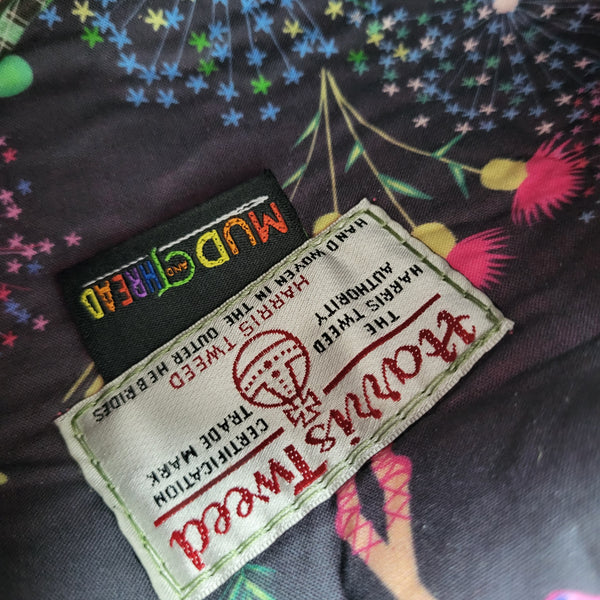 MUD
AND
THREAD
Harris Tweed
THE
HARRIS TWEED
AUTHORITY
CERTIFICATION
TRADE MARK
HARRIS TWEED
HAND WOVEN IN THE OUTER HEBRIDES